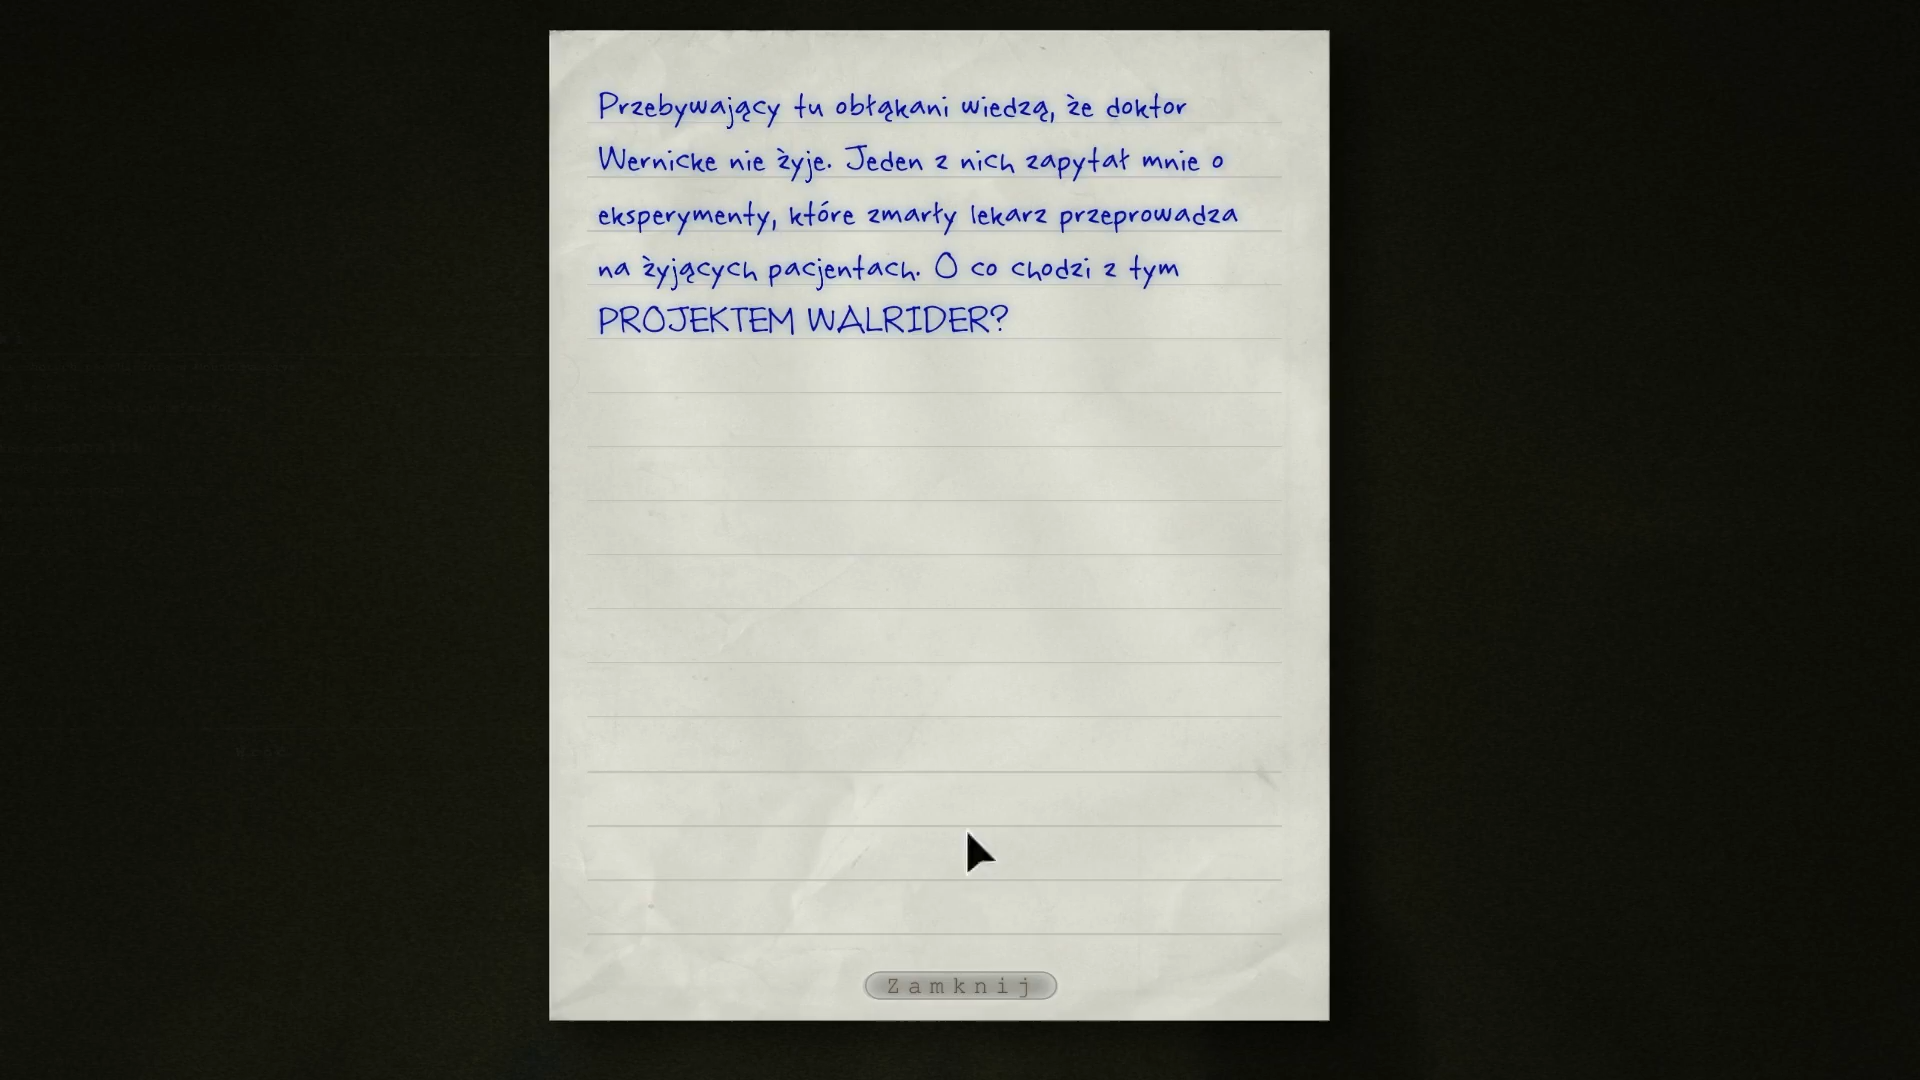 Przebywający tu obłąkani wiedzą, że doktor
Wernicke nie żyje. Jeden z nich zapytał mnie o
eksperymenty, które zmarły lekarz przeprowadza
na żyjących pacjentach. O co chodzi z tym
PROJEKTEM WALRIDER?
Zamknij